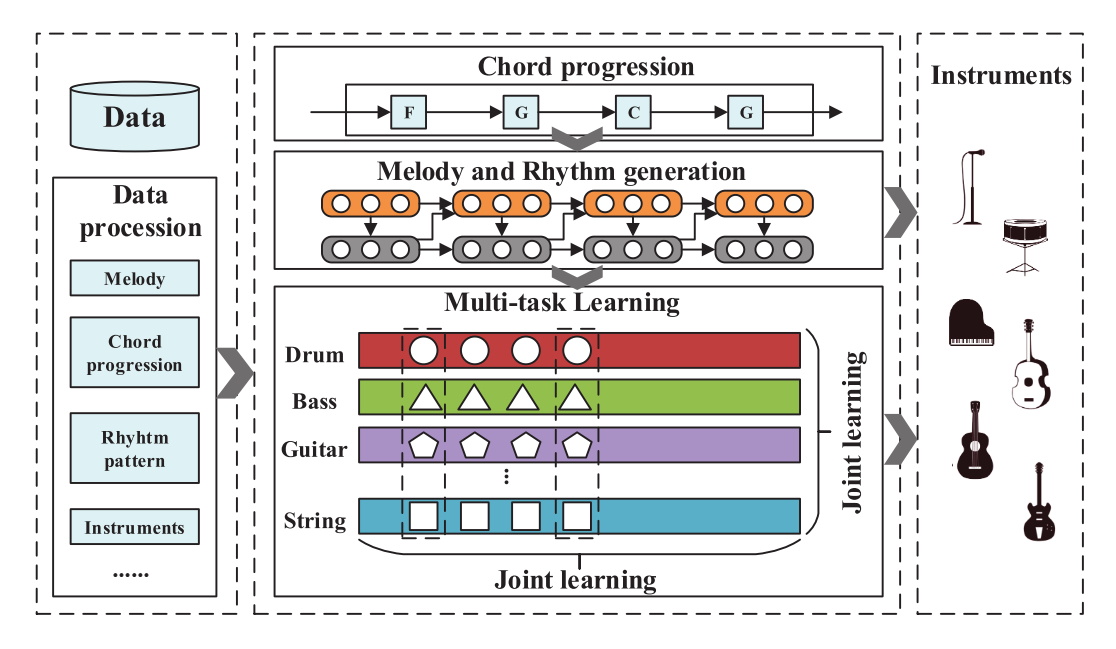 Data
Data
procession
Melody
Chord
progression
Rhyhtm
pattern
Instruments
......
Chord progression
F G C G
Melody and Rhythm generation
Multi-task Learning
Drum
Bass
Guitar
...
String
Joint learning
Joint learning
Instruments